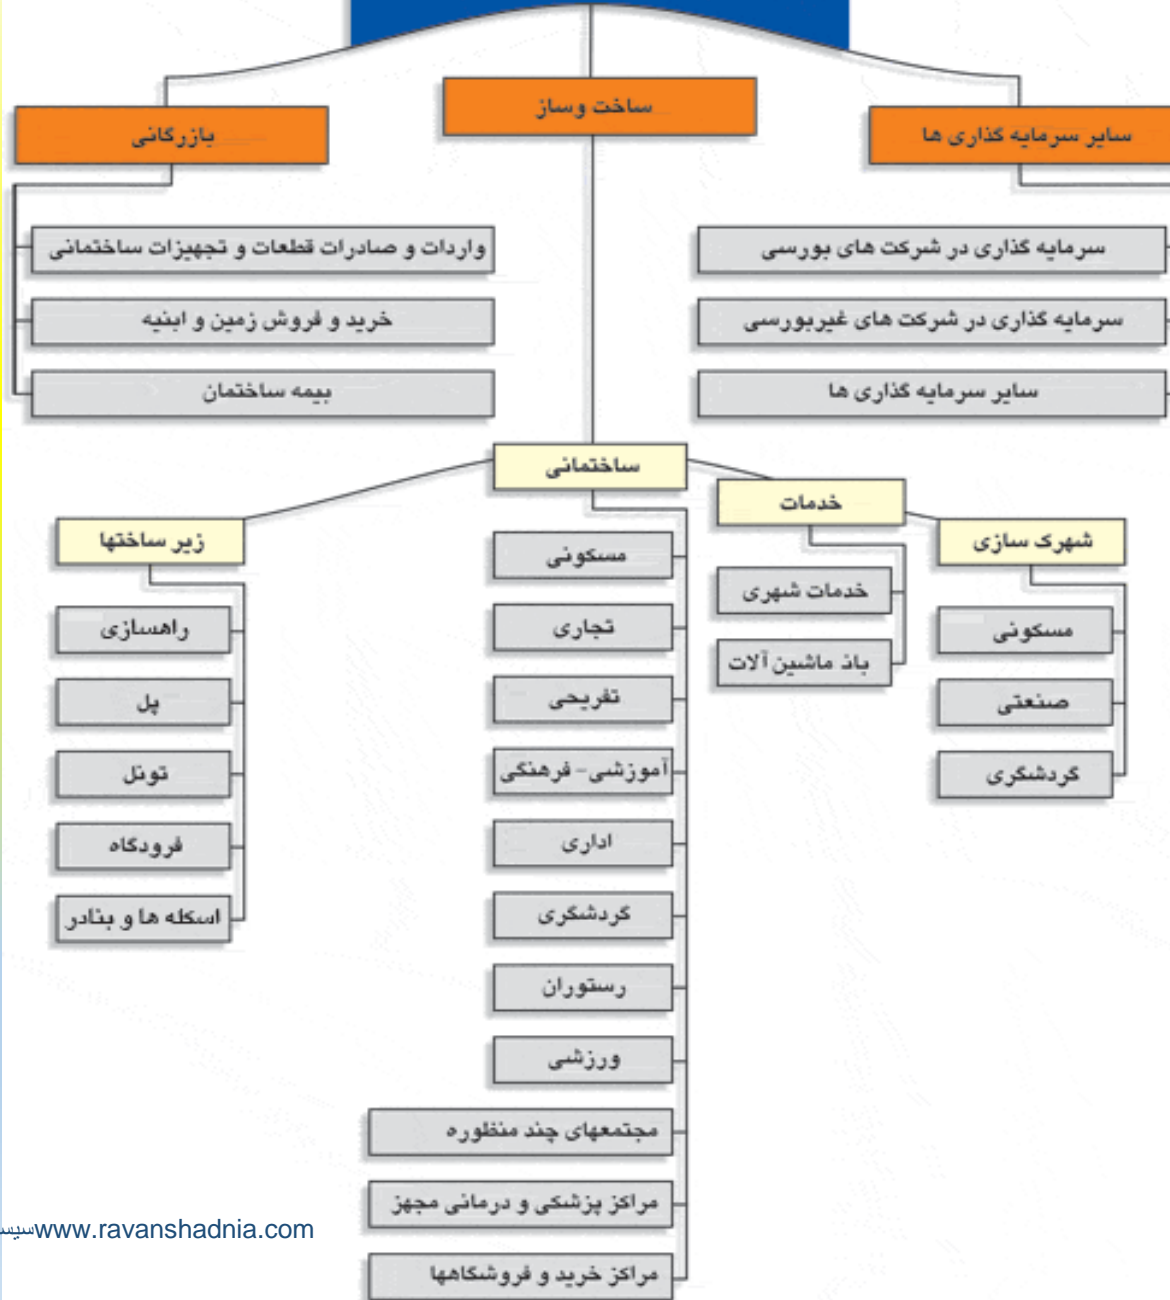 ساخت وساز
سایر سرمایه گذاری ها
بازرگانی
سرمایه گذاری در شرکت های بورسی
سرمایه گذاری در شرکت های غیربورسی
سایر سرمایه گذاری ها
واردات و صادرات قطعات و تجهیزات ساختمانی
خرید و فروش زمین و ابنیه
بیمه ساختمان
ساختمانی
خدمات
شهرک سازی
زیر ساختها
مسکونی
صنعتی
گردشگری
خدمات شهری
باند ماشین آلات
مسکونی
تجاری
تفریحی
آموزشی- فرهنگی
اداری
گردشگری
رستوران
ورزشی
مجتمعهای چند منظوره
مراکز پزشکی و درمانی مجهز
مراکز خرید و فروشگاهها
راهسازی
پل
تونل
فرودگاه
اسکله ها و بنادر
www.ravanshadnia.com